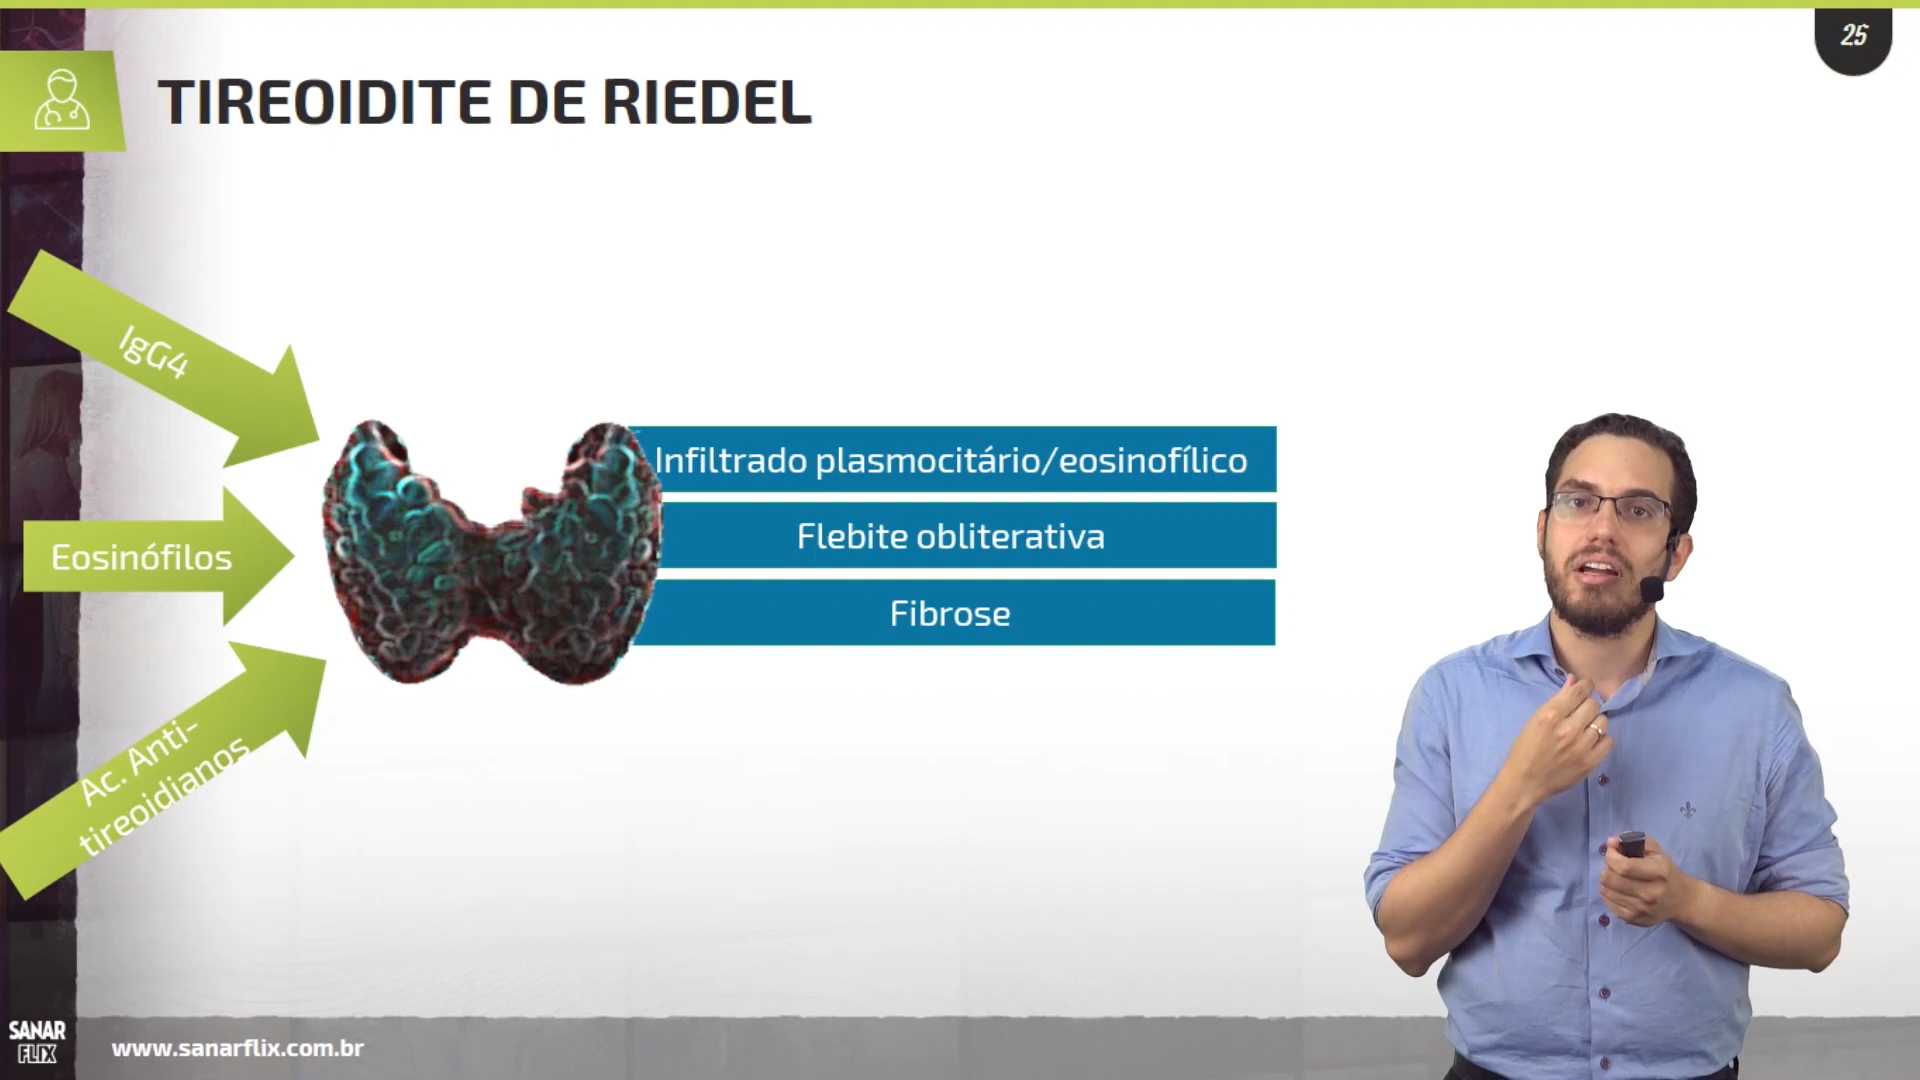 25
TIREOIDITE DE RIEDEL
IgG4
Eosinófilos
Ac. Anti-
tireoidianos
Infiltrado plasmocitário/eosinofílico
Flebite obliterativa
Fibrose
SANAR
FLIX
www.sanarflix.com.br